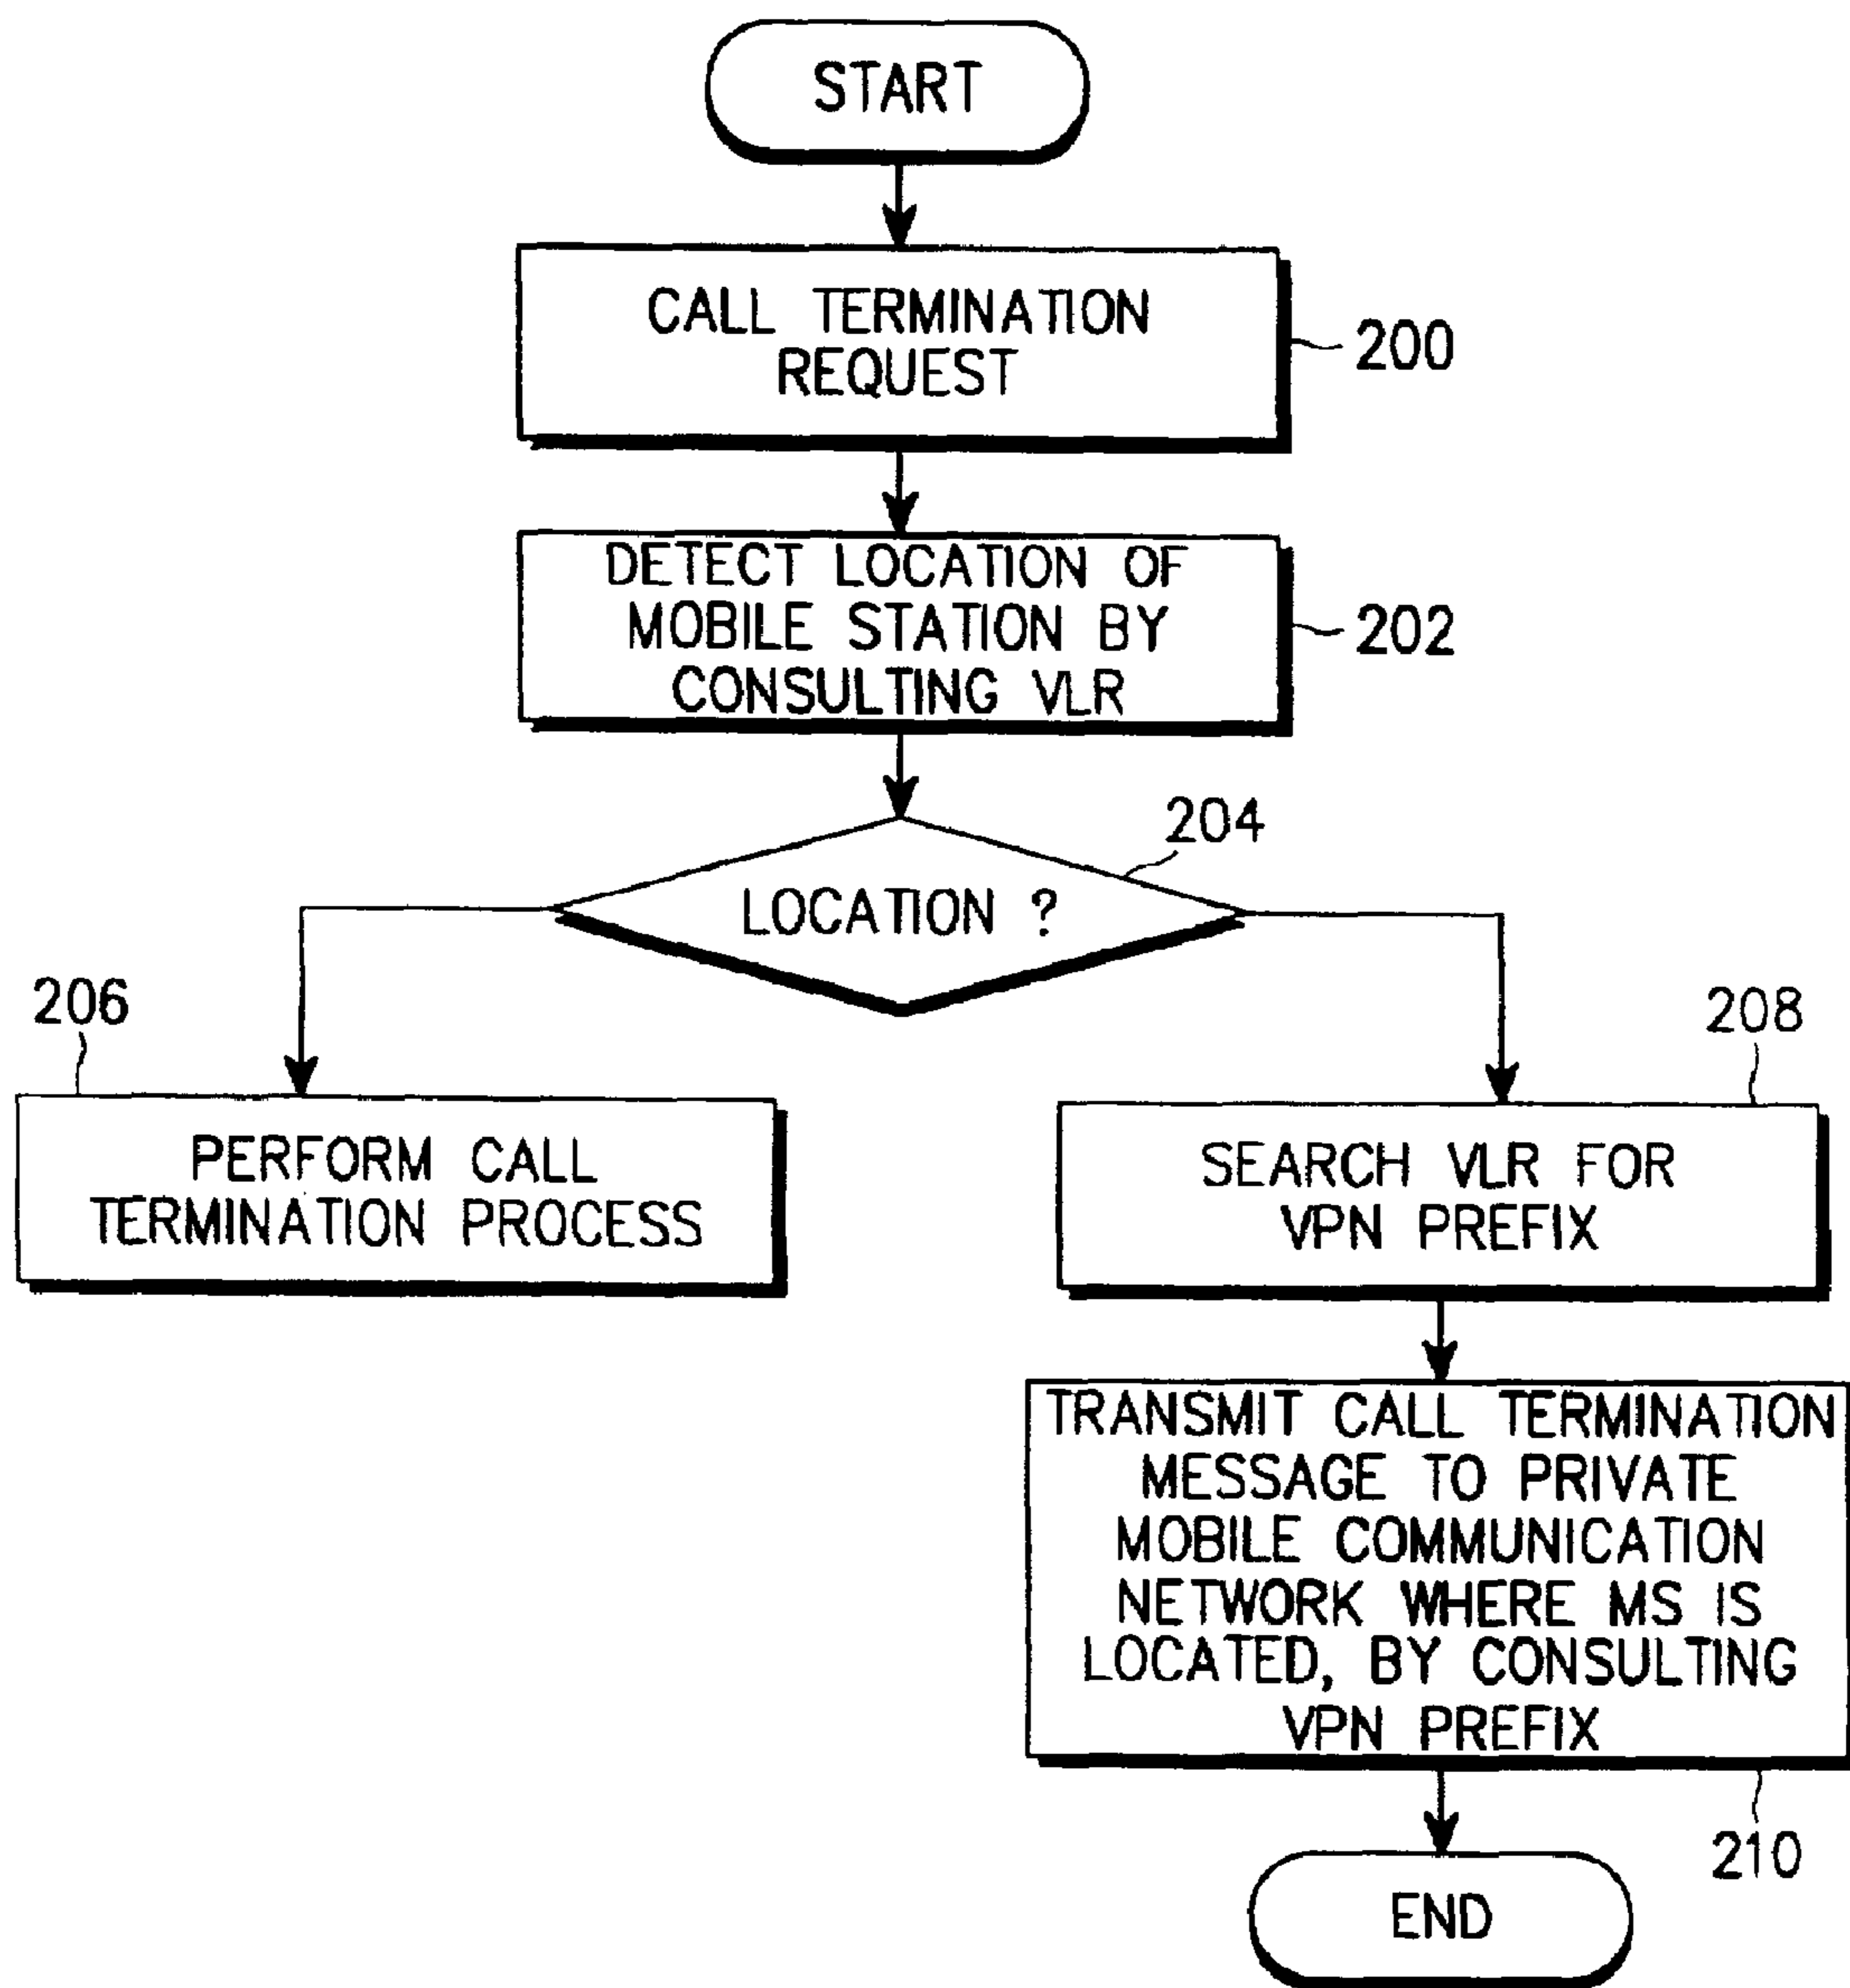 START
CALL TERMINATION
REQUEST
200
DETECT LOCATION OF
MOBILE STATION BY
CONSULTING VLR
202
204
LOCATION ?
206
PERFORM CALL
TERMINATION PROCESS
208
SEARCH VLR FOR
VPN PREFIX
TRANSMIT CALL TERMINATION
MESSAGE TO PRIVATE
MOBILE COMMUNICATION
NETWORK WHERE MS IS
LOCATED, BY CONSULTING
VPN PREFIX
210
END